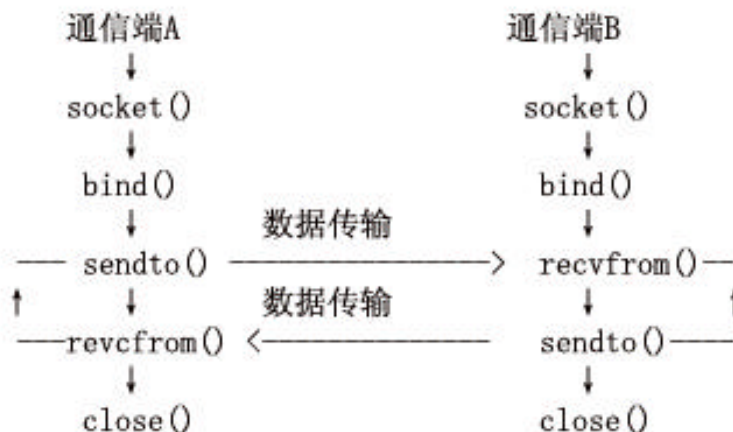 通信端A 通信端B
socket() socket()
bind() bind()
数据传输
sendto() recvfrom()
数据传输
revcfrom() sendto()
close() close()